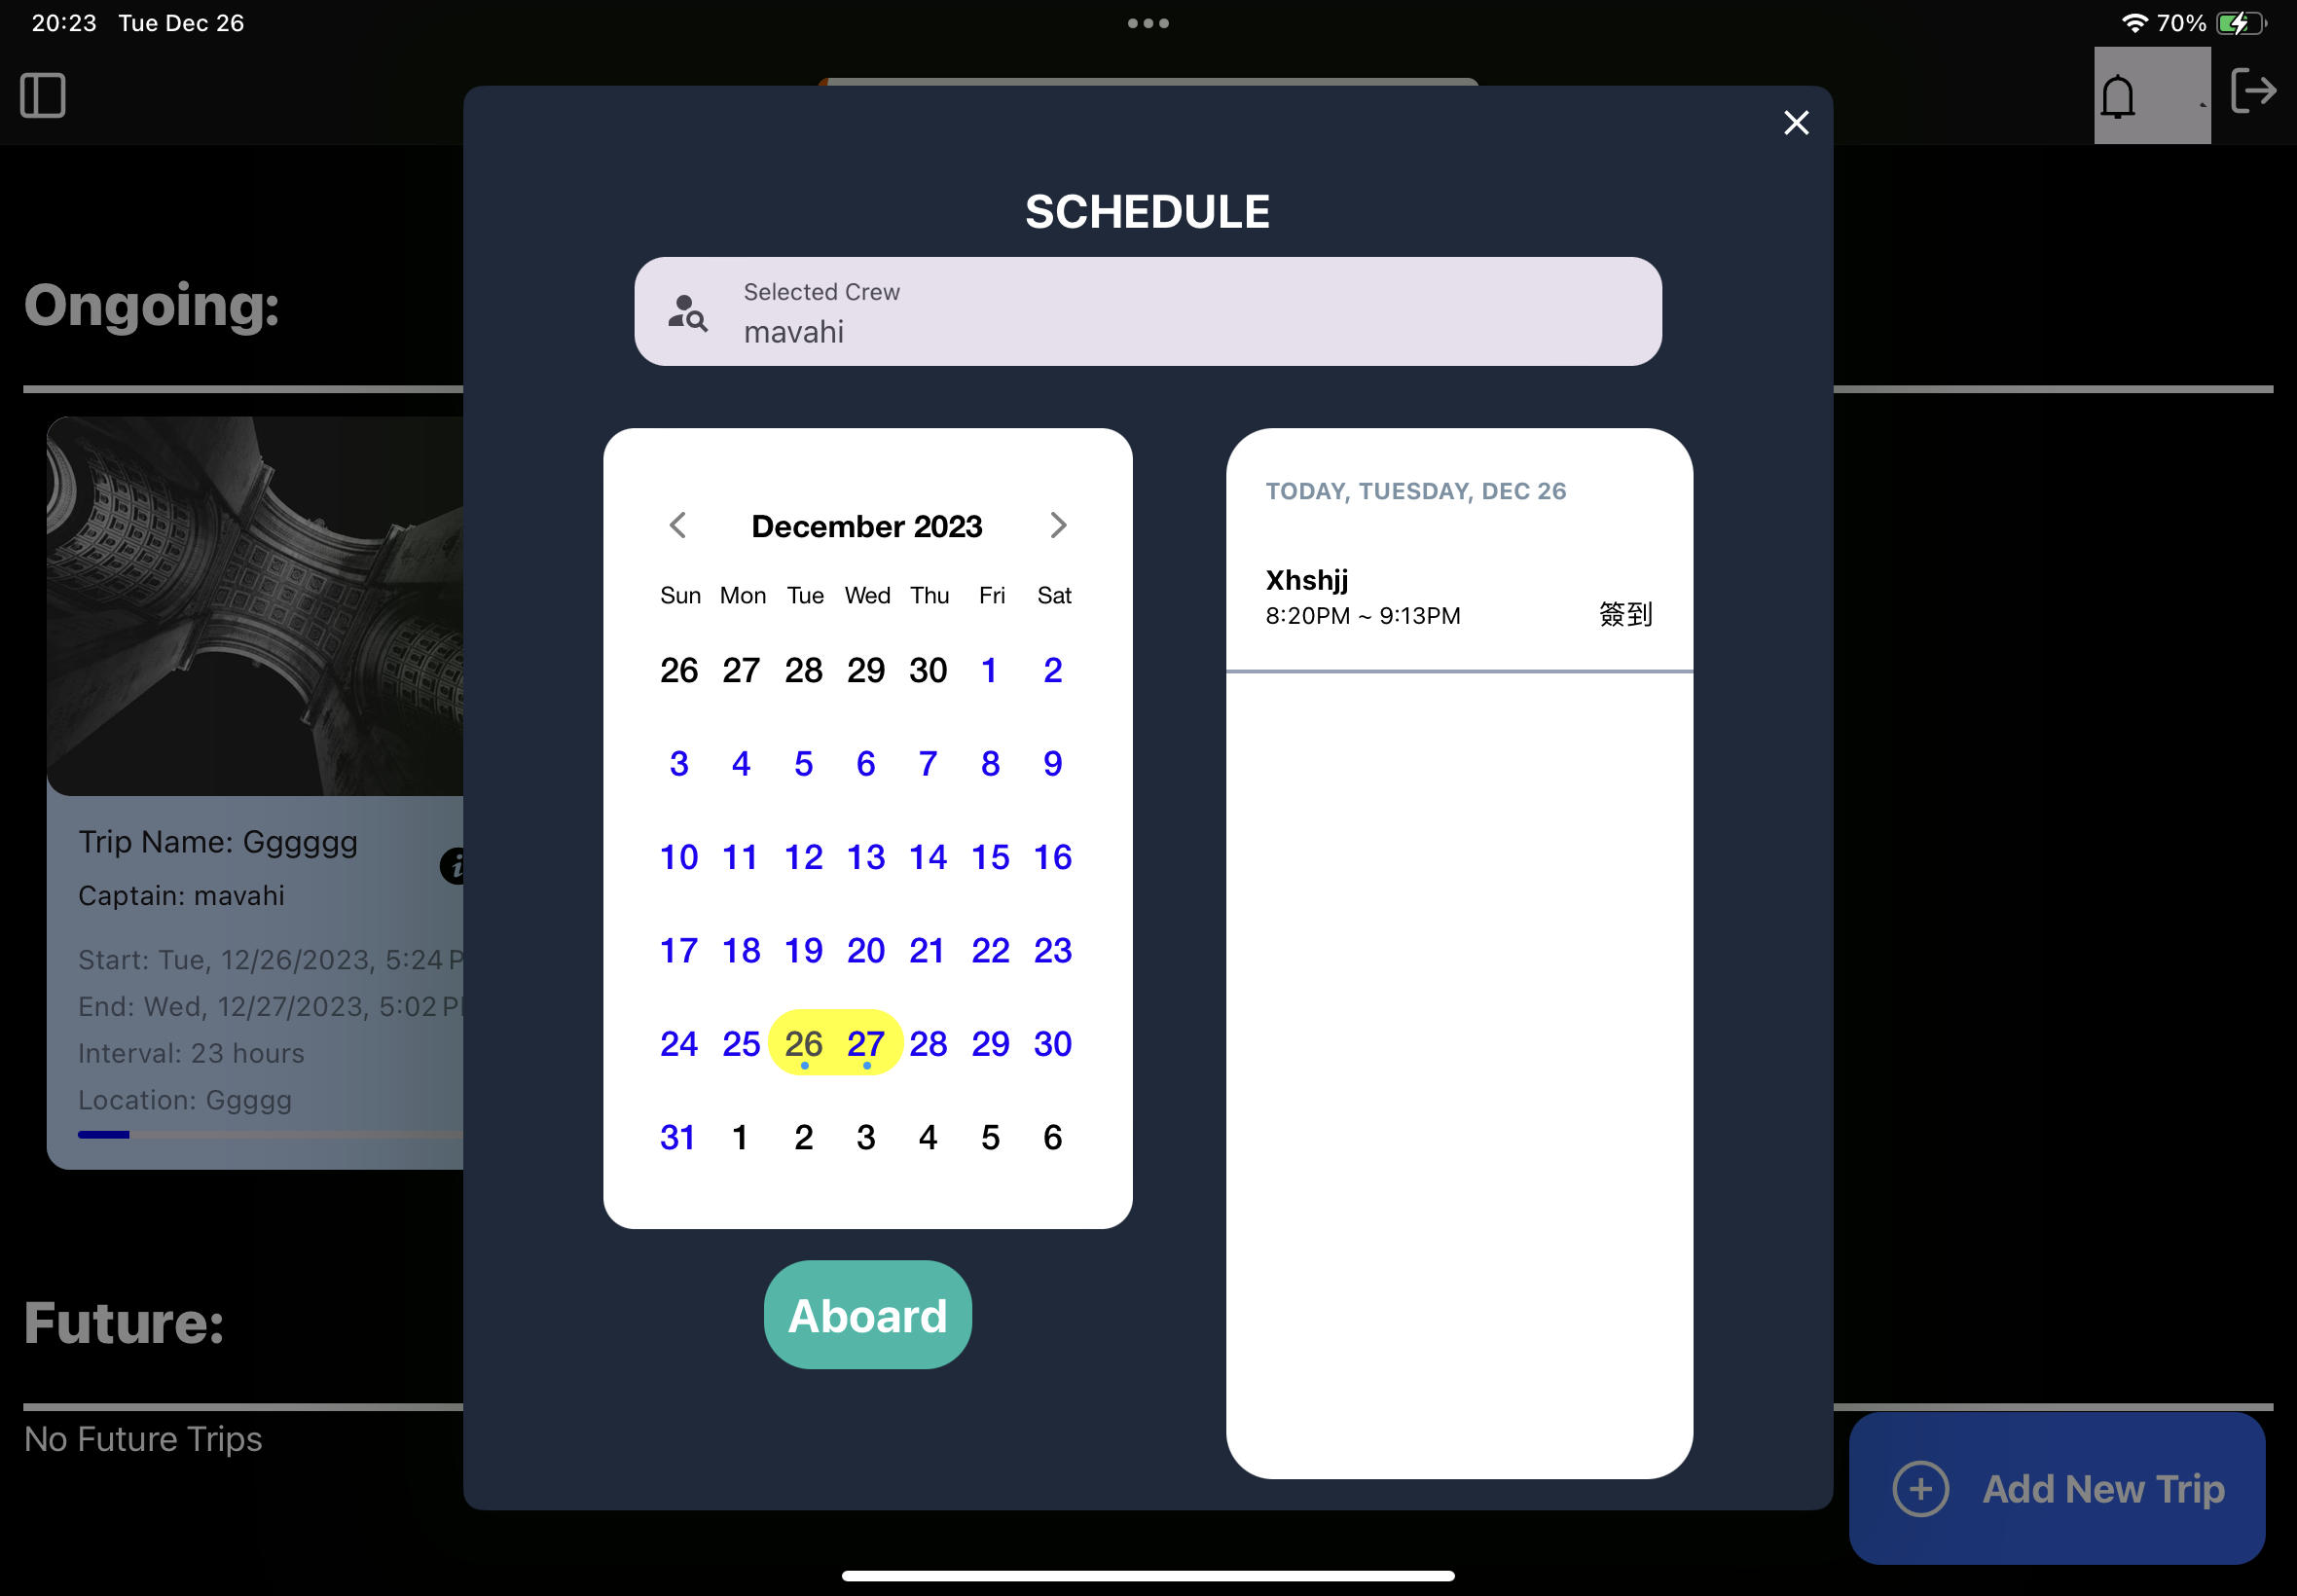 20:23 Tue Dec 26
70%
Ongoing:
Trip Name: Gggggg
Captain: mavahi
Start: Tue, 12/26/2023, 5:24 P
End: Wed, 12/27/2023, 5:02 P
Interval: 23 hours
Location: Ggggg
Future:
No Future Trips
SCHEDULE
Selected Crew
mavahi
December 2023
Sun Mon Tue Wed Thu Fri Sat
26 27 28 29 30 1 2
3 4 5 6 7 8 9
10 11 12 13 14 15 16
17 18 19 20 21 22 23
24 25 26 27 28 29 30
31 1 2 3 4 5 6
Aboard
TODAY, TUESDAY, DEC 26
Xhshjj
8:20PM ~ 9:13PM 簽到
Add New Trip